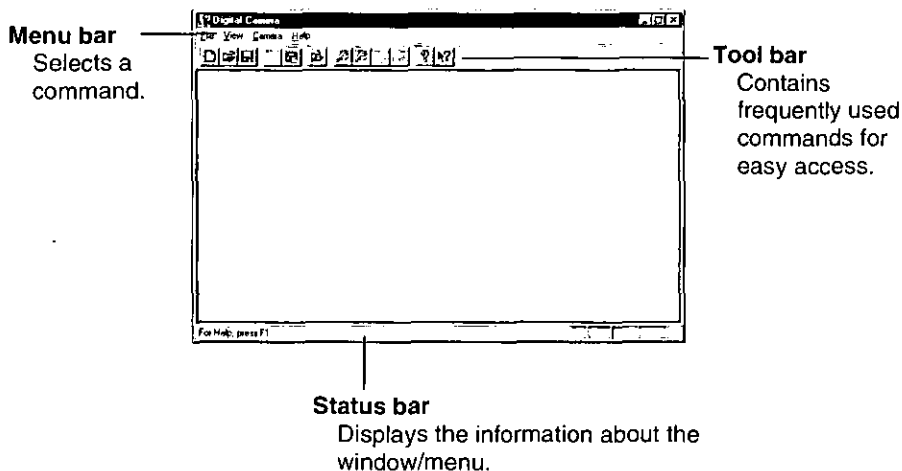 Digital Camera
File View Camera Help
Menu bar
Selects a
command.
Tool bar
Contains
frequently used
commands for
easy access.
For Help, press F1
Status bar
Displays the information about the
window/menu.